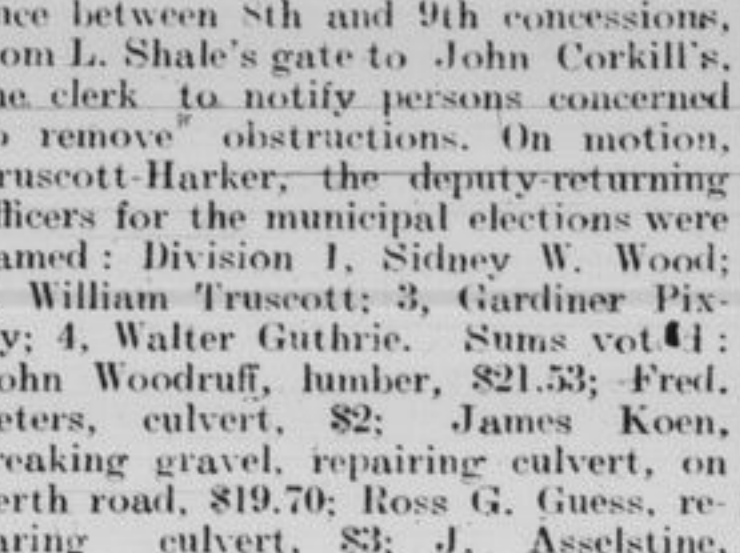 nce between 8th and 9th concessions,
om L. Shale's gate to John Corkill's,
he clerk to notify persons concerned
o remove obstructions. On motion,
ruscott-Harker, the deputy-returning
fficers for the municipal elections were
amed: Division 1, Sidney W. Wood;
William Truscott; 3, Gardiner Pix-
y; 4, Walter Guthrie. Sums voted:
ohn Woodruff, lumber, $21.53; Fred.
eters, culvert, $2; James Koen,
reaking gravel, repairing culvert, on
erth road, $19.70; Ross G. Guess, re-
aring culvert, $3; J. Asselstine,